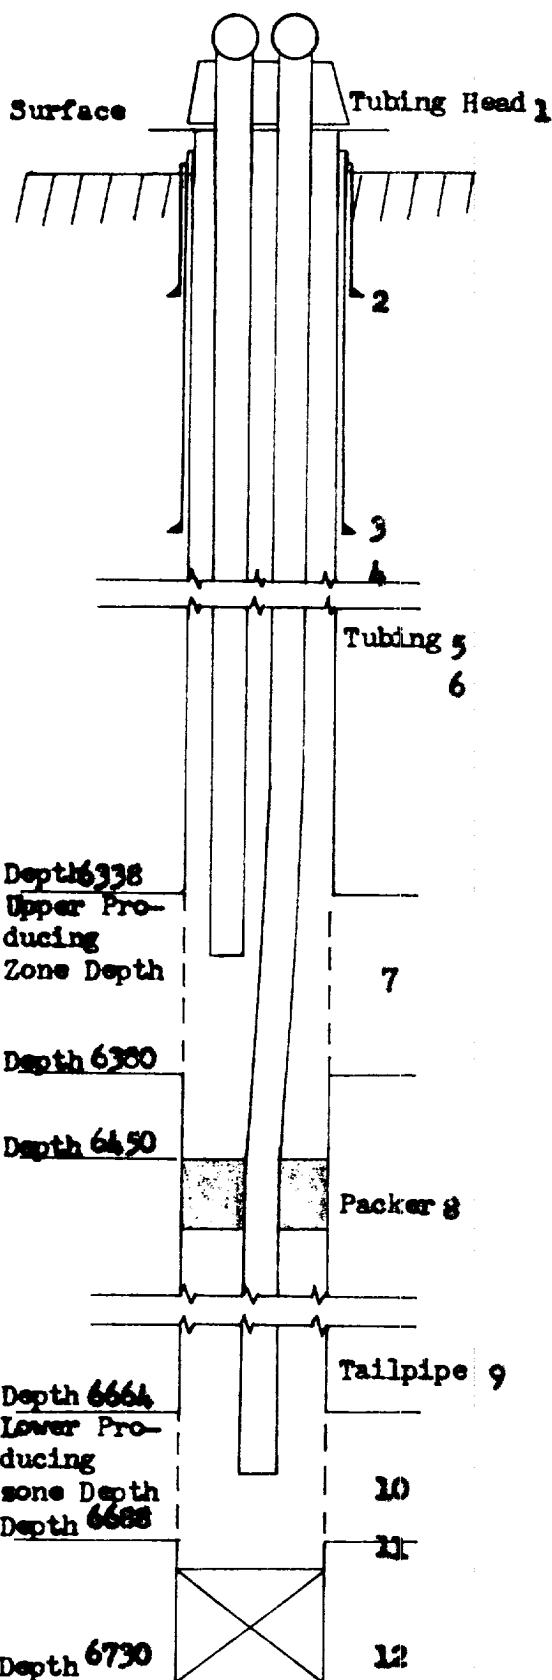 Surface
Tubing Head 1
2
3
4
Tubing 5
6
Depth 6338
Upper Pro-
ducing
Zone Depth
7
Depth 6380
Depth 6450
Packer 8
Tailpipe 9
Depth 6664
Lower Pro-
ducing
zone Depth
10
Depth 6688
11
Depth 6730
12